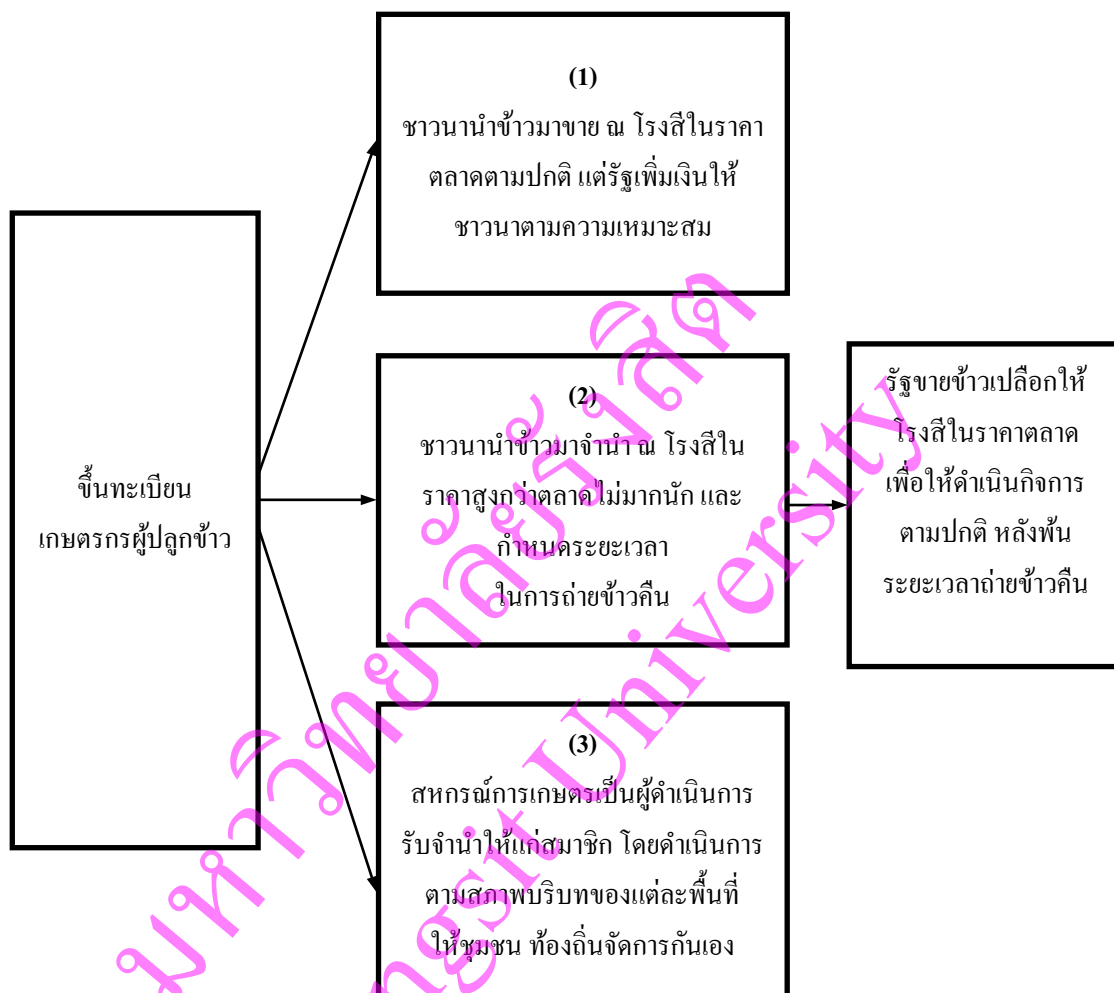 (1)
ชาวนานำข้าวมาขาย ณ โรงสีในราคา
ตลาดตามปกติ แต่รัฐเพิ่มเงินให้
ชาวนาตามความเหมาะสม
ขึ้นทะเบียน
เกษตรกรผู้ปลูกข้าว
(2)
ชาวนานำข้าวมาจำนำ ณ โรงสีใน
ราคาสูงกว่าตลาดไม่มากนัก และ
กำหนดระยะเวลา
ในการถ่ายข้าวคืน
รัฐขายข้าวเปลือกให้
โรงสีในราคาตลาด
เพื่อให้ดำเนินกิจการ
ตามปกติ หลังพ้น
ระยะเวลาถ่ายข้าวคืน
(3)
สหกรณ์การเกษตรเป็นผู้ดำเนินการ
รับจำนำให้แก่สมาชิก โดยดำเนินการ
ตามสภาพบริบทของแต่ละพื้นที่
ให้ชุมชน ท้องถิ่นจัดการกันเอง
มหาวิทยาลัยรังสิต
ngsit University